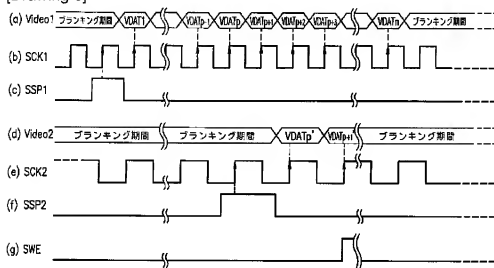 (a) Video1 ブランキング期間 VDAT1 VDATp-1 VDATp VDATp+1 VDATp+2 VDATp+3 VDATn ブランキング期間
(b) SCK1
(c) SSP1
(d) Video2 ブランキング期間 ブランキング期間 VDATp' VDATp+1 ブランキング期間
(e) SCK2
(f) SSP2
(g) SWE